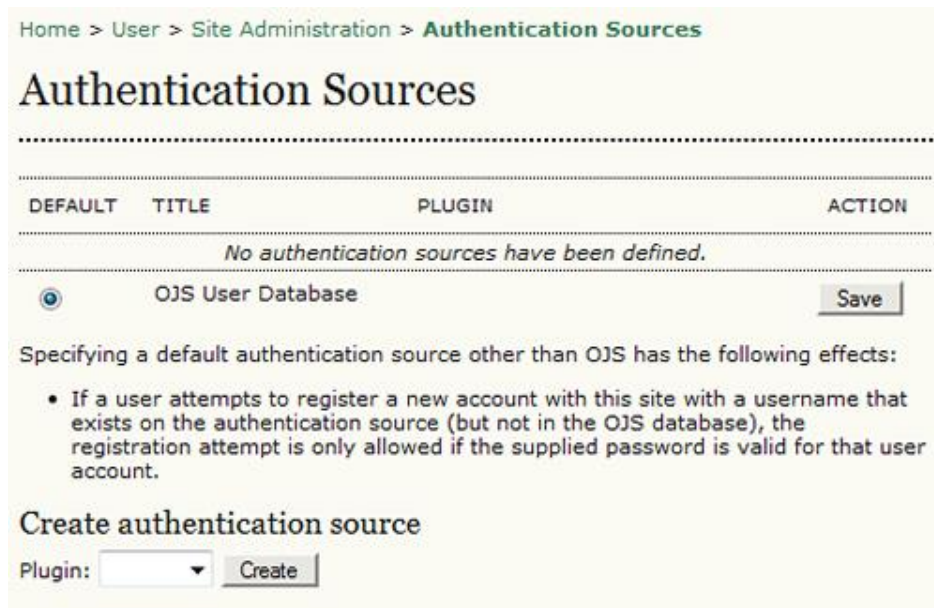 Home > User > Site Administration > Authentication Sources
Authentication Sources
DEFAULT TITLE PLUGIN ACTION
No authentication sources have been defined.
OJS User Database Save
Specifying a default authentication source other than OJS has the following effects:
• If a user attempts to register a new account with this site with a username that
exists on the authentication source (but not in the OJS database), the
registration attempt is only allowed if the supplied password is valid for that user
account.
Create authentication source
Plugin: Create